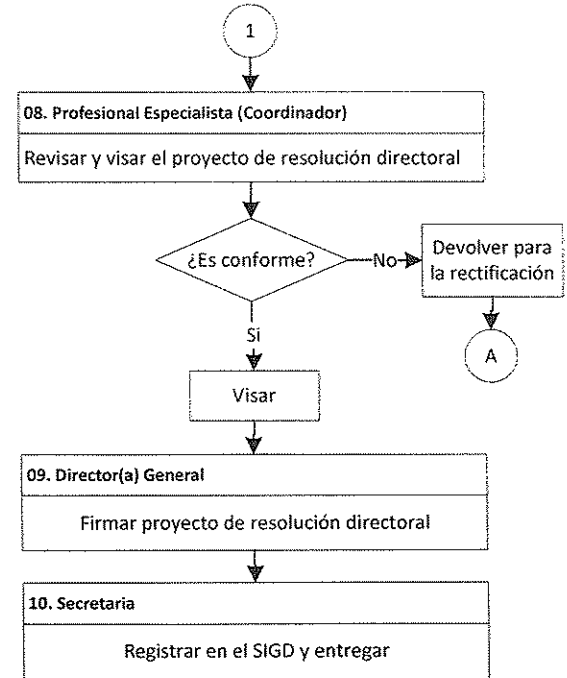 1
08. Profesional Especialista (Coordinador)
Revisar y visar el proyecto de resolución directoral
¿Es conforme?
No
Devolver para
la rectificación
A
Si
Visar
09. Director(a) General
Firmar proyecto de resolución directoral
10. Secretaria
Registrar en el SIGD y entregar